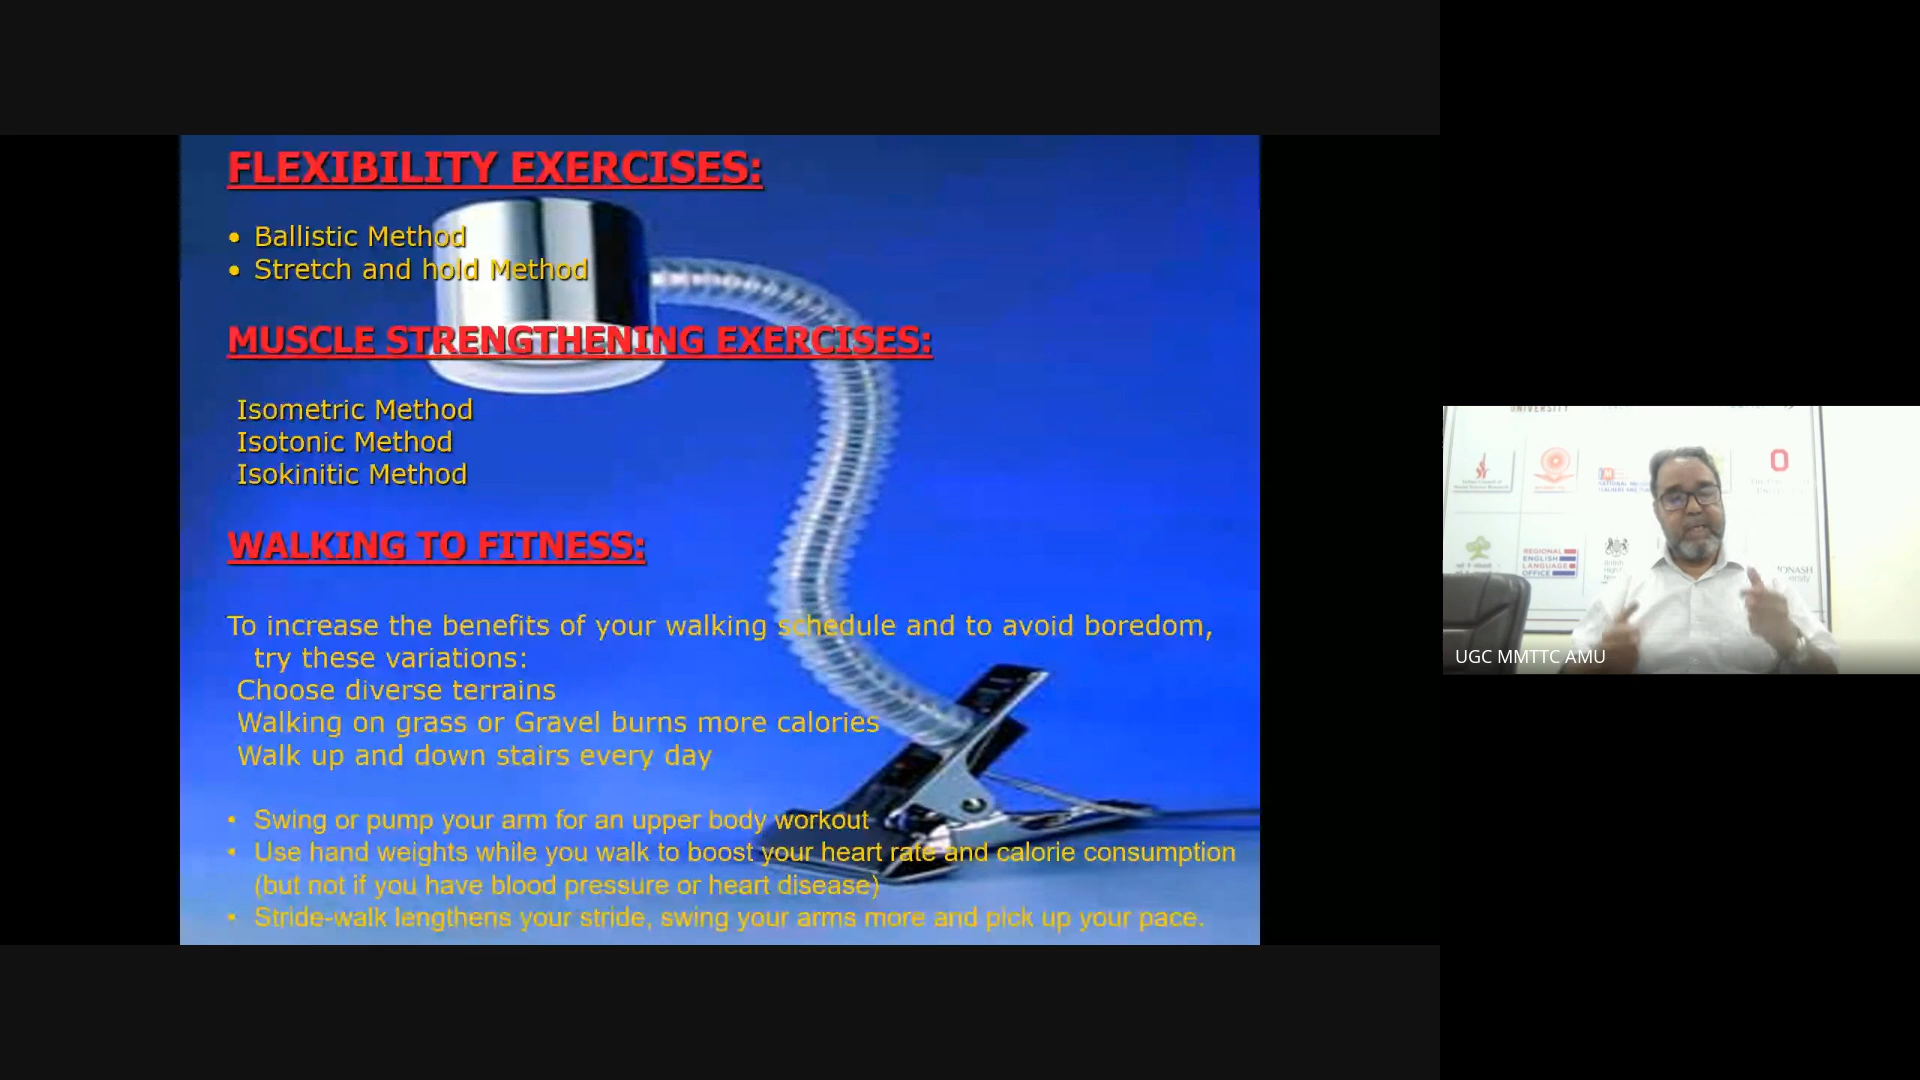 FLEXIBILITY EXERCISES:
• Ballistic Method
• Stretch and hold Method
MUSCLE STRENGTHENING EXERCISES:
Isometric Method
Isotonic Method
Isokinitic Method
WALKING TO FITNESS:
To increase the benefits of your walking schedule and to avoid boredom,
try these variations:
Choose diverse terrains
Walking on grass or Gravel burns more calories
Walk up and down stairs every day
• Swing or pump your arm for an upper body workout
• Use hand weights while you walk to boost your heart rate and calorie consumption
(but not if you have blood pressure or heart disease)
• Stride-walk lengthens your stride, swing your arms more and pick up your pace.
UNIVERSITY
REGIONAL
ENGLISH
LANGUAGE
OFFICE
UGC MMTTC AMU